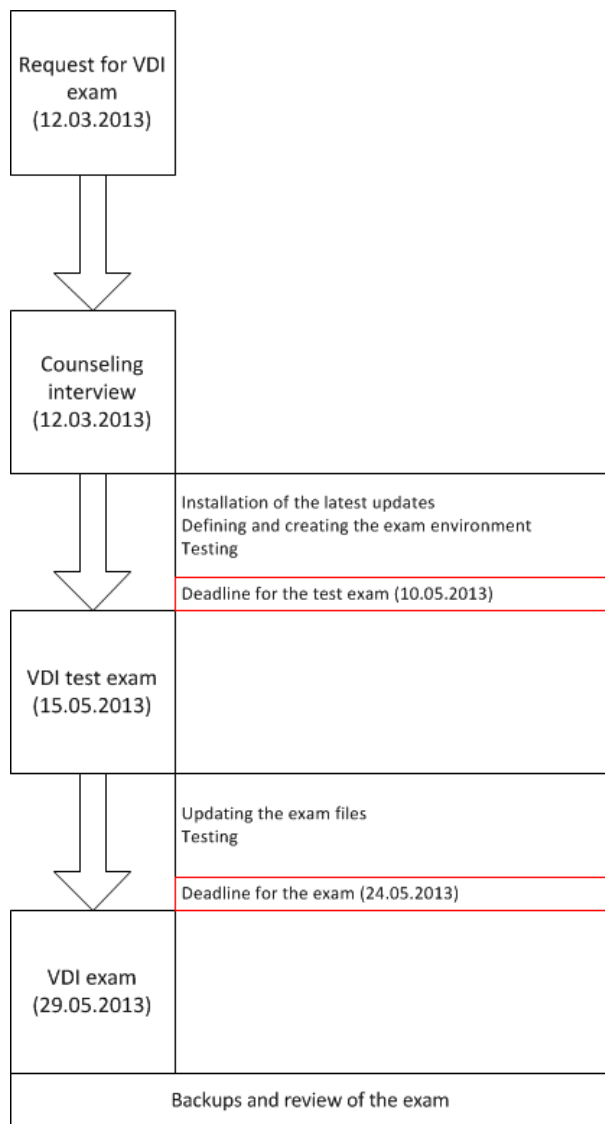 Request for VDI
exam
(12.03.2013)
Counseling
interview
(12.03.2013)
Installation of the latest updates
Defining and creating the exam environment
Testing
Deadline for the test exam (10.05.2013)
VDI test exam
(15.05.2013)
Updating the exam files
Testing
Deadline for the exam (24.05.2013)
VDI exam
(29.05.2013)
Backups and review of the exam